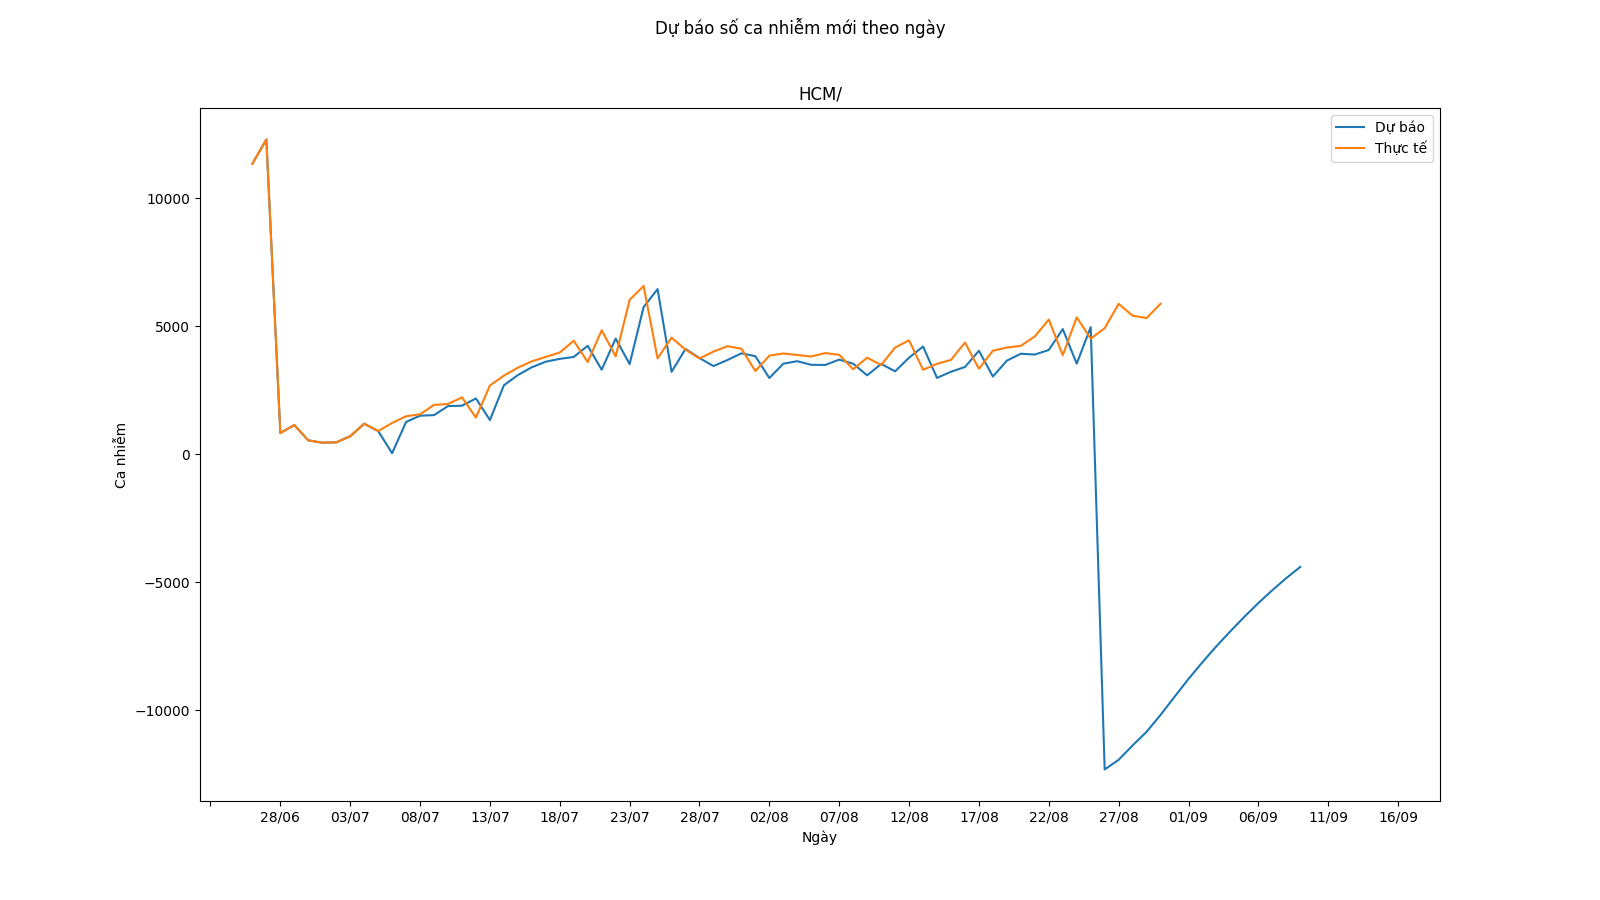 Dự báo số ca nhiễm mới theo ngày
HCM/
Dự báo
Thực tế
10000
5000
0
−5000
−10000
Ca nhiễm
28/06 03/07 08/07 13/07 18/07 23/07 28/07 02/08 07/08 12/08 17/08 22/08 27/08 01/09 06/09 11/09 16/09
Ngày